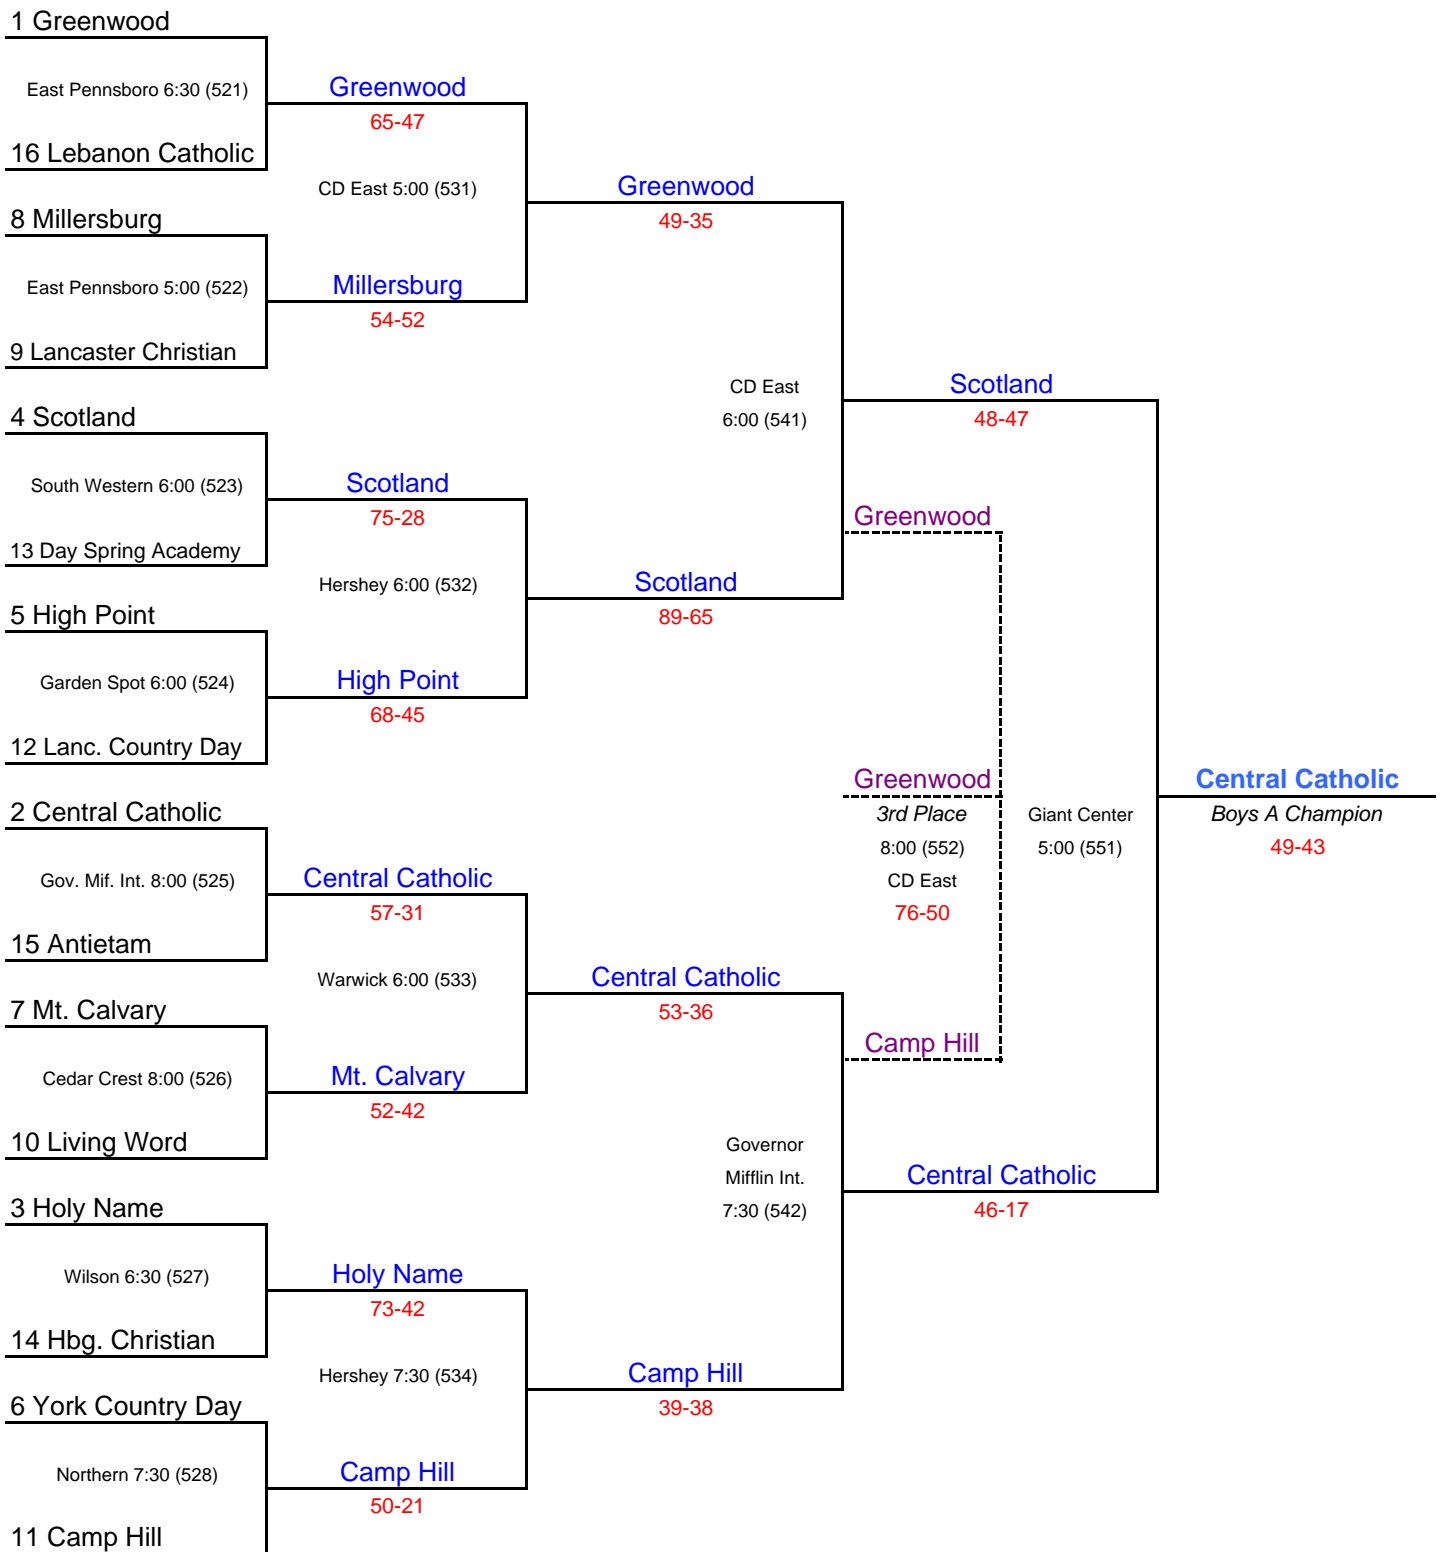 1 Greenwood
East Pennsboro 6:30 (521)
16 Lebanon Catholic
8 Millersburg
East Pennsboro 5:00 (522)
9 Lancaster Christian
4 Scotland
South Western 6:00 (523)
13 Day Spring Academy
5 High Point
Garden Spot 6:00 (524)
12 Lanc. Country Day
2 Central Catholic
Gov. Mif. Int. 8:00 (525)
15 Antietam
7 Mt. Calvary
Cedar Crest 8:00 (526)
10 Living Word
3 Holy Name
Wilson 6:30 (527)
14 Hbg. Christian
6 York Country Day
Northern 7:30 (528)
11 Camp Hill
Greenwood
65-47
CD East 5:00 (531)
Millersburg
54-52
Scotland
75-28
Hershey 6:00 (532)
High Point
68-45
Central Catholic
57-31
Warwick 6:00 (533)
Mt. Calvary
52-42
Holy Name
73-42
Hershey 7:30 (534)
Camp Hill
50-21
Greenwood
49-35
CD East
6:00 (541)
Scotland
89-65
Central Catholic
53-36
Governor
Mifflin Int.
7:30 (542)
Camp Hill
39-38
Scotland
48-47
Greenwood
Greenwood
3rd Place
8:00 (552)
CD East
76-50
Camp Hill
Central Catholic
46-17
Giant Center
5:00 (551)
Central Catholic
Boys A Champion
49-43